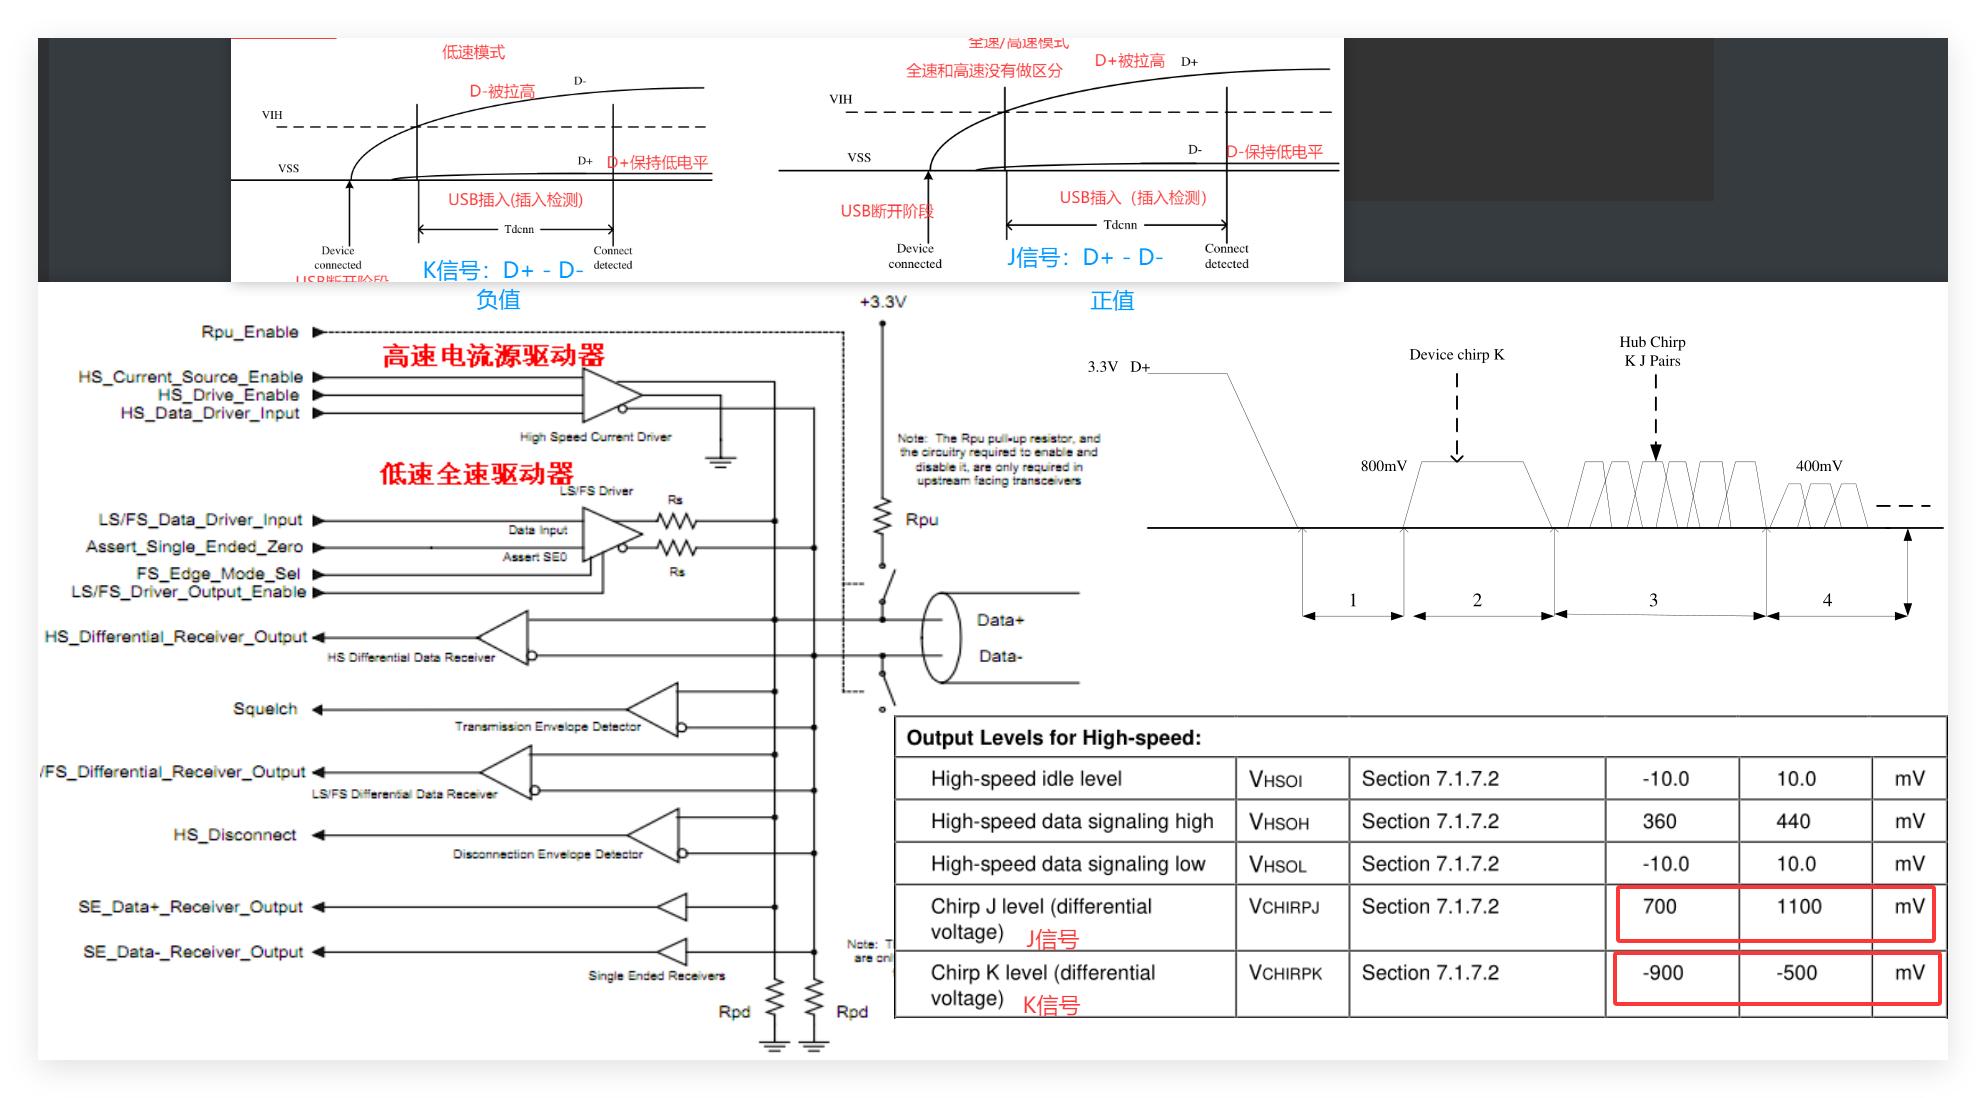 低速模式
D-被拉高
D-
VIH
VSS
D+
D+保持低电平
USB插入(插入检测)
Tdcnn
Device
connected
Connect
detected
USB断开阶段
K信号：D+ - D-
负值
全速/高速模式
全速和高速没有做区分
D+被拉高
D+
VIH
VSS
D-
D-保持低电平
USB断开阶段
USB插入（插入检测）
Tdcnn
Device
connected
Connect
detected
J信号：D+ - D-
正值
+3.3V
Rpu_Enable
高速电流源驱动器
HS_Current_Source_Enable
HS_Drive_Enable
HS_Data_Driver_Input
High Speed Current Driver
低速全速驱动器
LS/FS Driver
Rs
LS/FS_Data_Driver_Input
Data Input
Assert_Single_Ended_Zero
Assert SE0
Rs
FS_Edge_Mode_Sel
LS/FS_Driver_Output_Enable
HS_Differential_Receiver_Output
HS Differential Data Receiver
Squelch
Transmission Envelope Detector
/FS_Differential_Receiver_Output
LS/FS Differential Data Receiver
HS_Disconnect
Disconnection Envelope Detector
SE_Data+_Receiver_Output
SE_Data-_Receiver_Output
Single Ended Receivers
Rpd
Rpd
Note: The Rpu pull-up resistor, and
the circuitry required to enable and
disable it, are only required in
upstream facing transceivers
Rpu
Data+
Data-
Note: T
are onl
3.3V D+
Device chirp K
Hub Chirp
K J Pairs
800mV
400mV
1
2
3
4
Output Levels for High-speed:
High-speed idle level VHSOI Section 7.1.7.2 -10.0 10.0 mV
High-speed data signaling high VHSOH Section 7.1.7.2 360 440 mV
High-speed data signaling low VHSOL Section 7.1.7.2 -10.0 10.0 mV
Chirp J level (differential VCHIRPJ Section 7.1.7.2 700 1100 mV
voltage) J信号
Chirp K level (differential VCHIRPK Section 7.1.7.2 -900 -500 mV
voltage) K信号